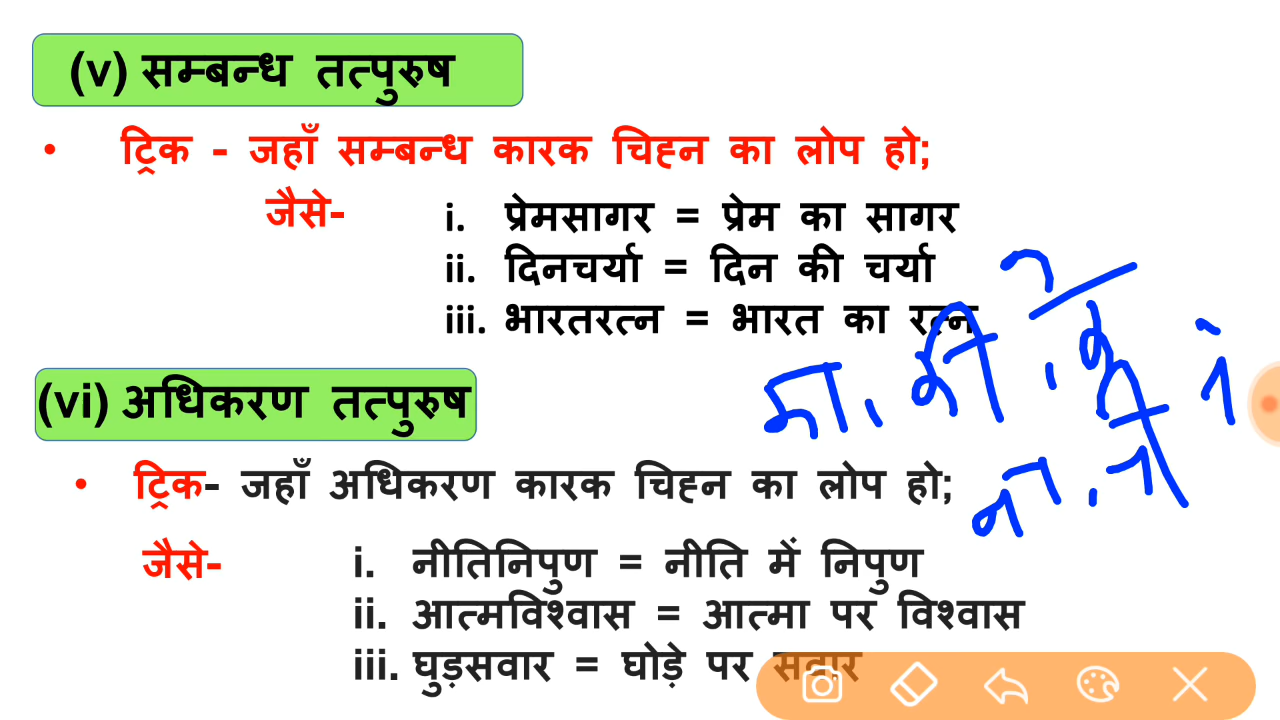 (v) सम्बन्ध तत्पुरुष
• ट्रिक - जहाँ सम्बन्ध कारक चिह्न का लोप हो;
जैसे- i. प्रेमसागर = प्रेम का सागर
ii. दिनचर्या = दिन की चर्या
iii. भारतरत्न = भारत का रत्न
(vi) अधिकरण तत्पुरुष
• ट्रिक- जहाँ अधिकरण कारक चिह्न का लोप हो;
जैसे- i. नीतिनिपुण = नीति में निपुण
ii. आत्मविश्वास = आत्मा पर विश्वास
iii. घुड़सवार = घोड़े पर सवार